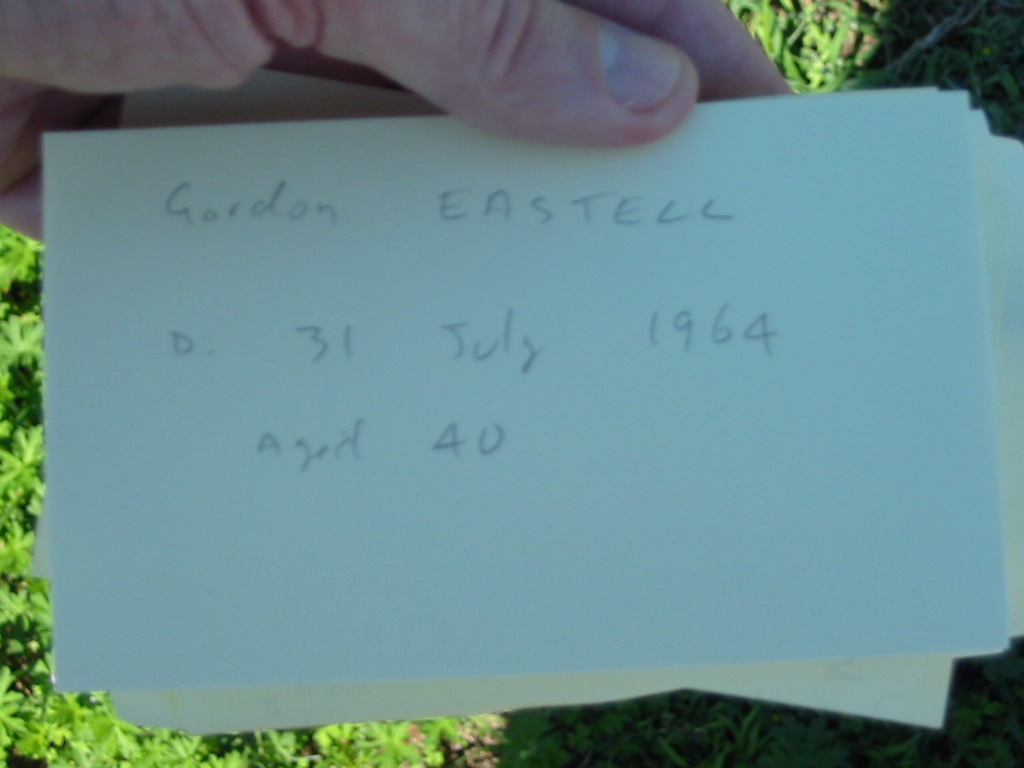 Gordon EASTELL
D. 31 July 1964
Aged 40